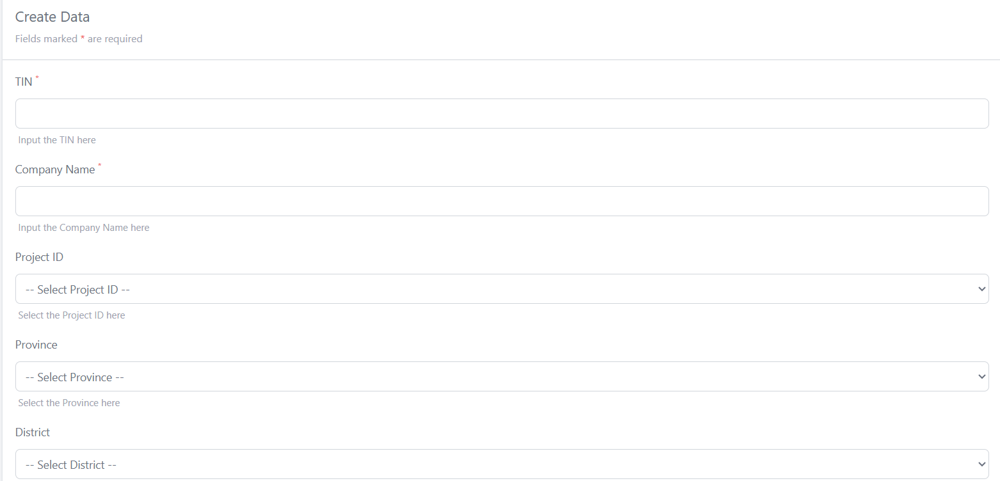 Create Data
Fields marked * are required
TIN *
Input the TIN here
Company Name *
Input the Company Name here
Project ID
-- Select Project ID --
Select the Project ID here
Province
-- Select Province --
Select the Province here
District
-- Select District --